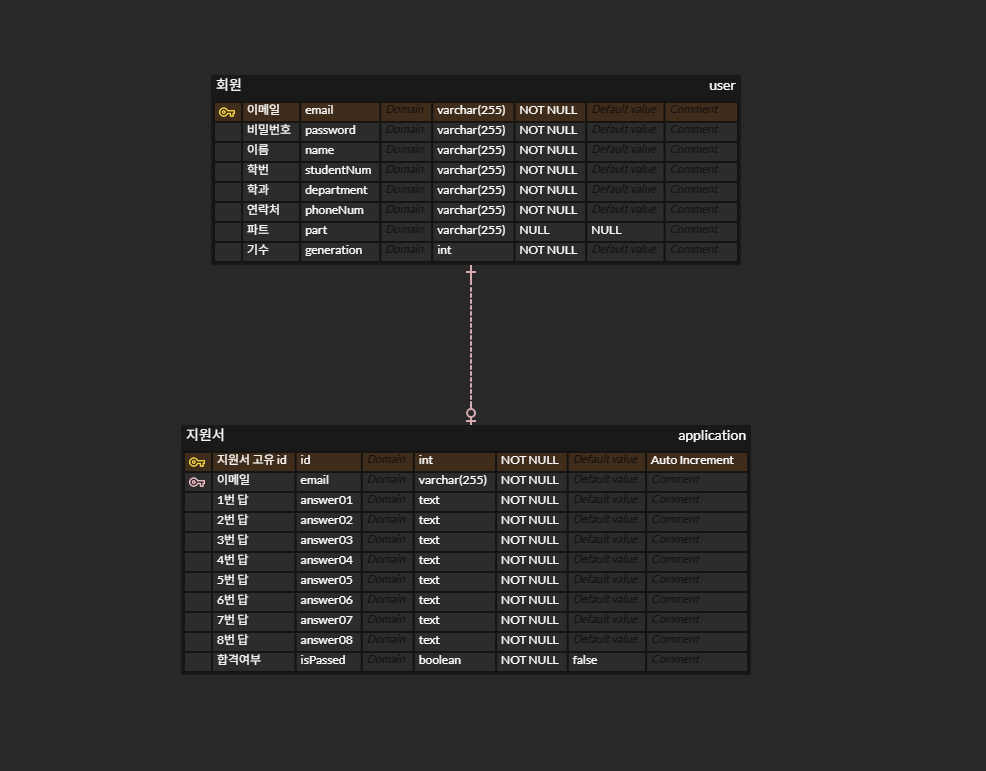 회원 user
이메일 email Domain varchar(255) NOT NULL Default value Comment
비밀번호 password Domain varchar(255) NOT NULL Default value Comment
이름 name Domain varchar(255) NOT NULL Default value Comment
학번 studentNum Domain varchar(255) NOT NULL Default value Comment
학과 department Domain varchar(255) NOT NULL Default value Comment
연락처 phoneNum Domain varchar(255) NOT NULL Default value Comment
파트 part Domain varchar(255) NULL NULL Comment
기수 generation Domain int NOT NULL Default value Comment
지원서 application
지원서 고유 id id Domain int NOT NULL Default value Auto Increment
이메일 email Domain varchar(255) NOT NULL Default value Comment
1번 답 answer01 Domain text NOT NULL Default value Comment
2번 답 answer02 Domain text NOT NULL Default value Comment
3번 답 answer03 Domain text NOT NULL Default value Comment
4번 답 answer04 Domain text NOT NULL Default value Comment
5번 답 answer05 Domain text NOT NULL Default value Comment
6번 답 answer06 Domain text NOT NULL Default value Comment
7번 답 answer07 Domain text NOT NULL Default value Comment
8번 답 answer08 Domain text NOT NULL Default value Comment
합격여부 isPassed Domain boolean NOT NULL false Comment